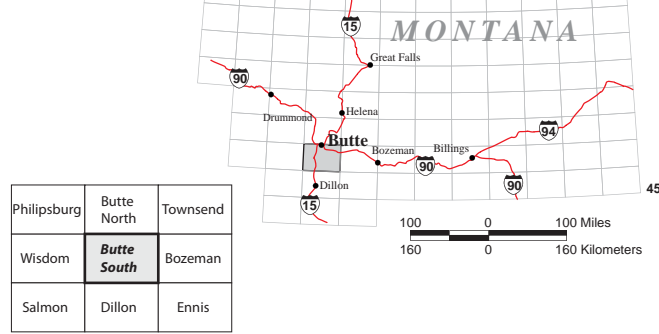 15
MONTANA
Great Falls
90
Helena
Drummond
94
Butte
Bozeman
Billings
90
90
Dillon
15
45
Philipsburg
Butte
North
Townsend
Wisdom
Butte
South
Bozeman
Salmon
Dillon
Ennis
100 0 100 Miles
160 0 160 Kilometers